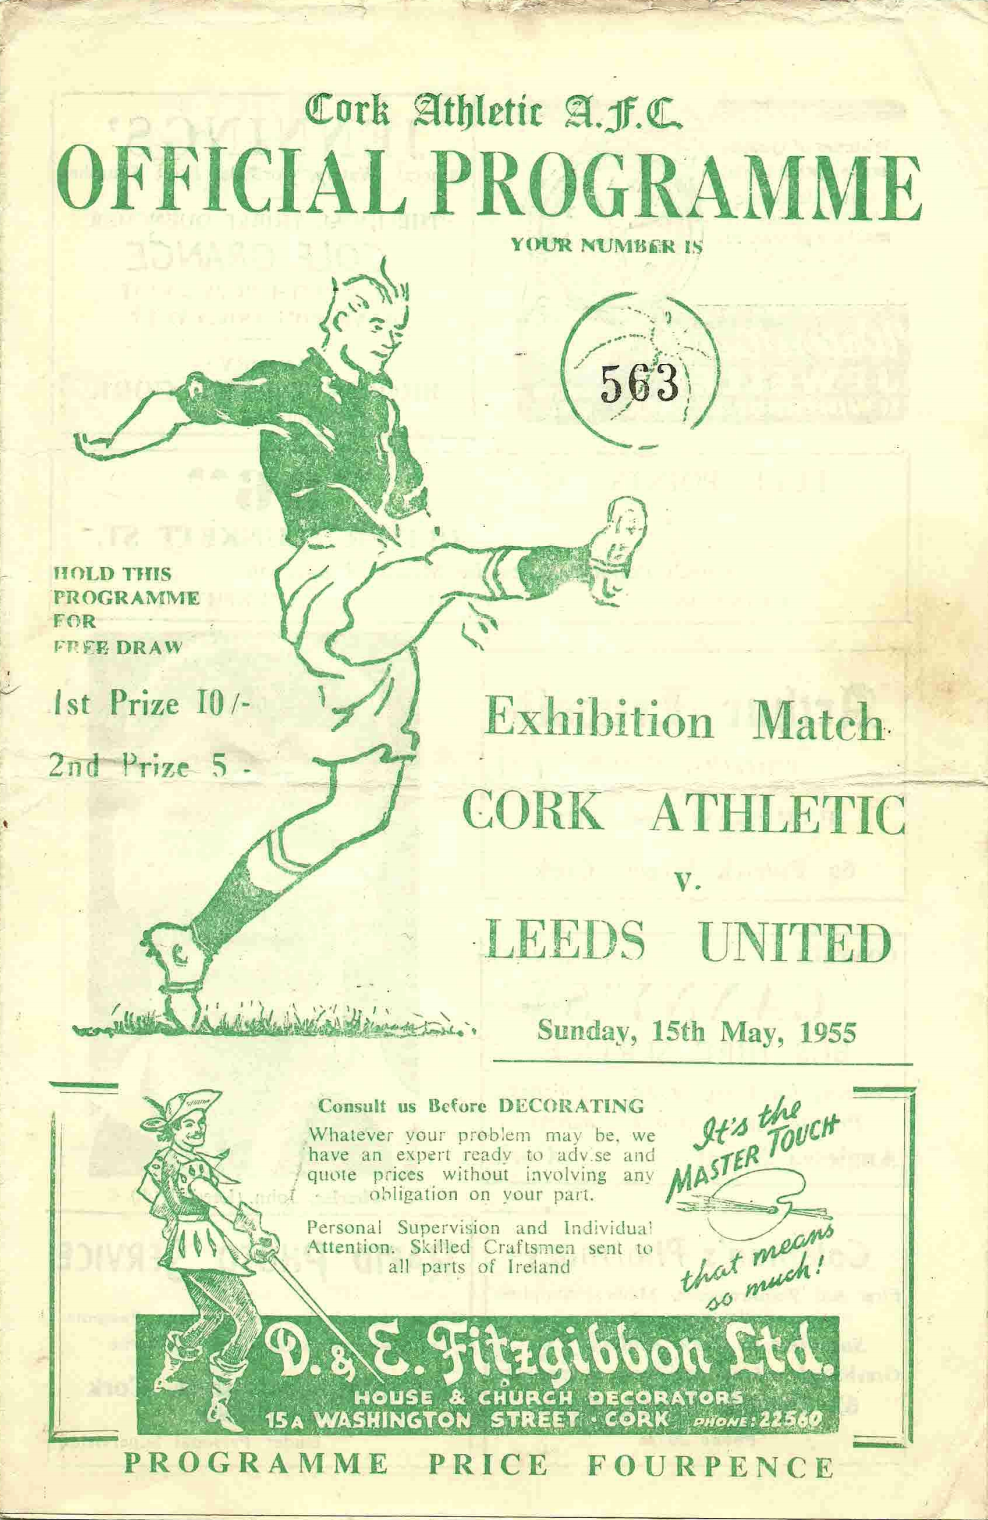 Cork Athletic A.F.C.
OFFICIAL PROGRAMME
YOUR NUMBER IS
563
HOLD THIS
PROGRAMME
FOR
FREE DRAW
1st Prize 10/-
2nd Prize 5 -
Exhibition Match
CORK ATHLETIC
v.
LEEDS UNITED
Sunday, 15th May, 1955
Consult us Before DECORATING
Whatever your problem may be, we
have an expert ready to adv.se and
quote prices without involving any
obligation on your part.
Personal Supervision and Individual
Attention. Skilled Craftsmen sent to
all parts of Ireland
It's the
MASTER TOUCH
that means
so much!
D. & E. Fitzgibbon Ltd.
HOUSE & CHURCH DECORATORS
15A WASHINGTON STREET · CORK PHONE: 22560
PROGRAMME PRICE FOURPENCE